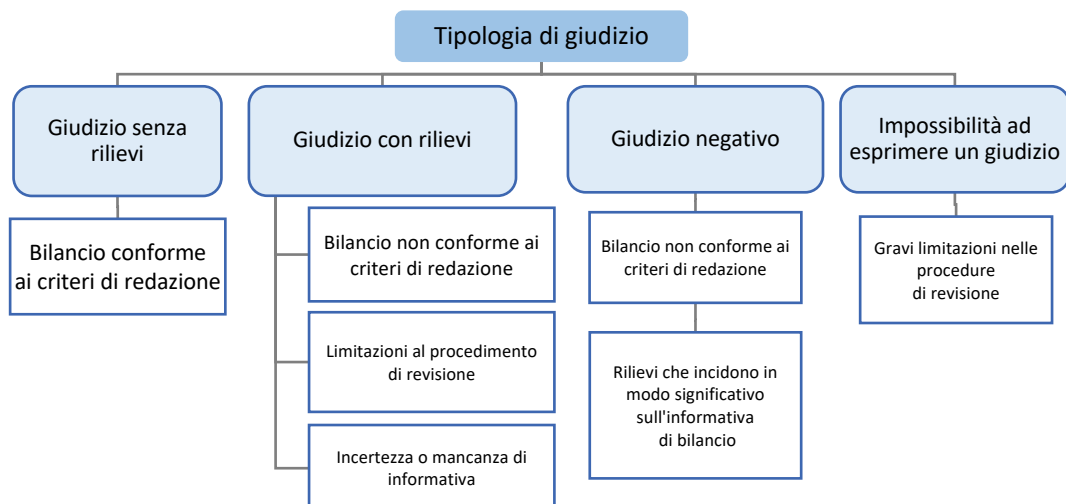 Tipologia di giudizio
Giudizio senza
rilievi
Giudizio con rilievi
Giudizio negativo
Impossibilità ad
esprimere un giudizio
Bilancio conforme
ai criteri di redazione
Bilancio non conforme ai
criteri di redazione
Limitazioni al procedimento
di revisione
Incertezza o mancanza di
informativa
Bilancio non conforme ai
criteri di redazione
Rilievi che incidono in
modo significativo
sull'informativa
di bilancio
Gravi limitazioni nelle
procedure
di revisione